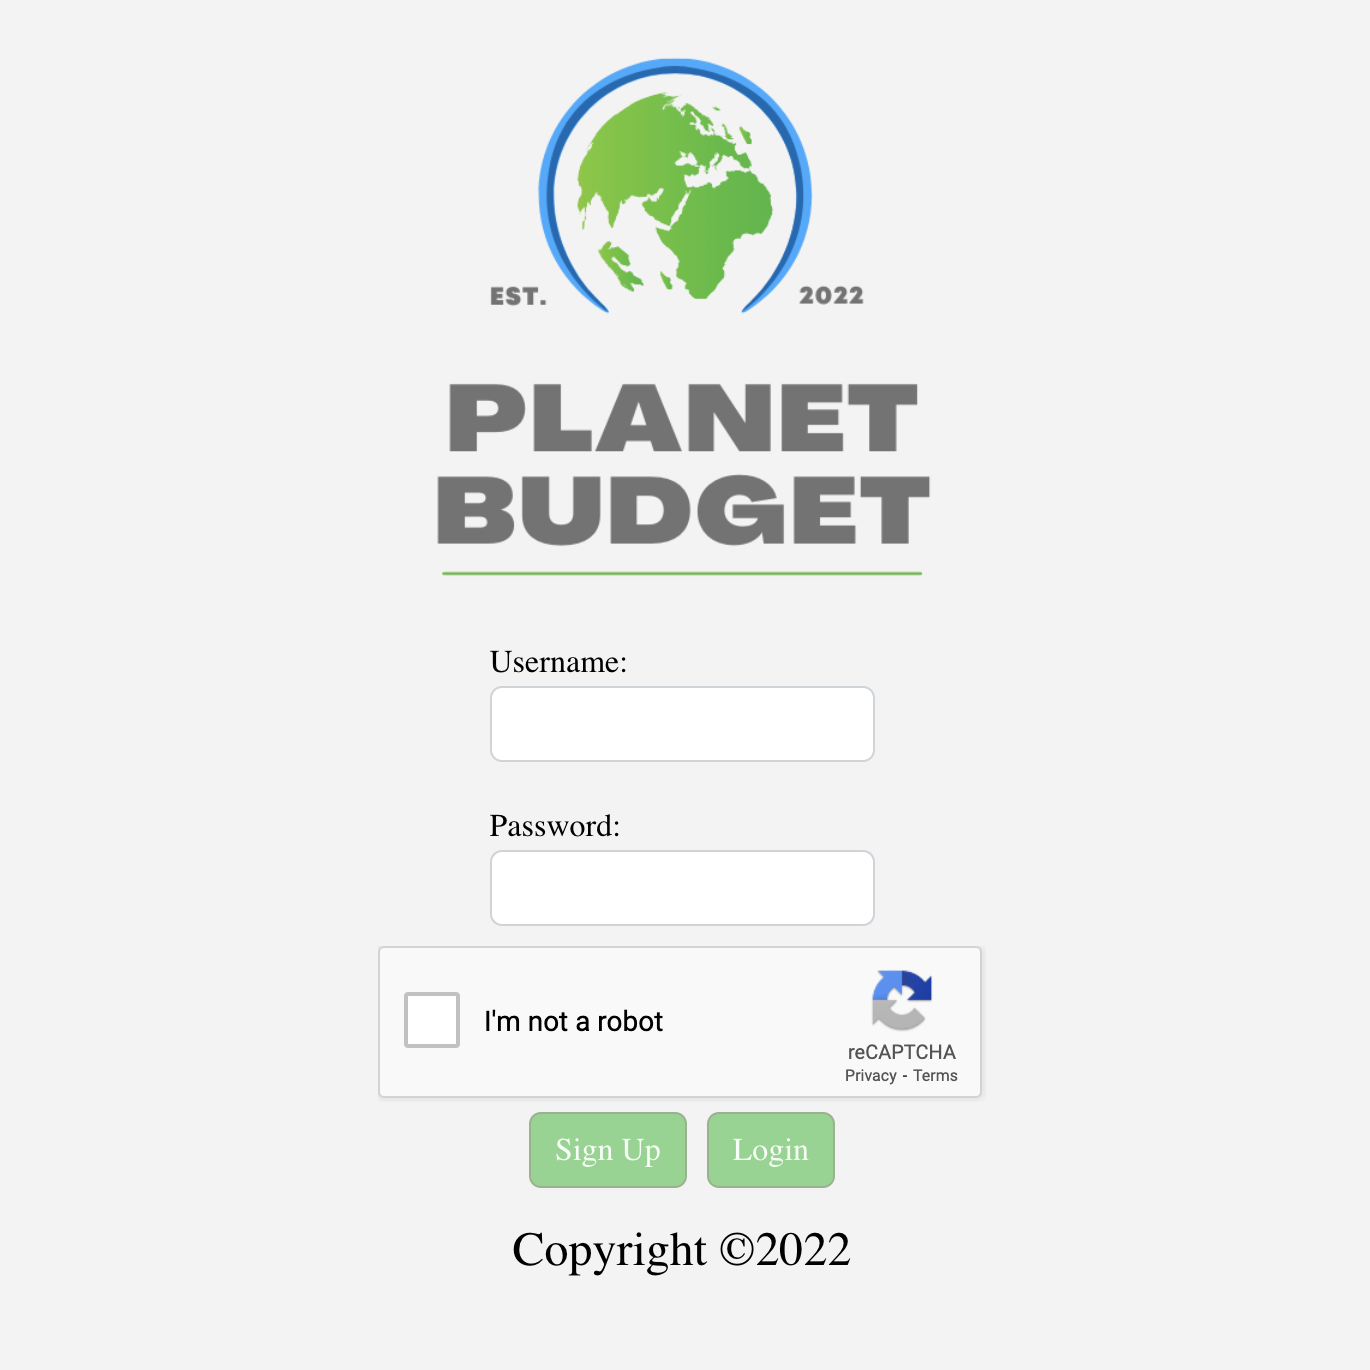 EST. 2022
PLANET
BUDGET
Username:
Password:
I'm not a robot
reCAPTCHA
Privacy - Terms
Sign Up Login
Copyright ©2022